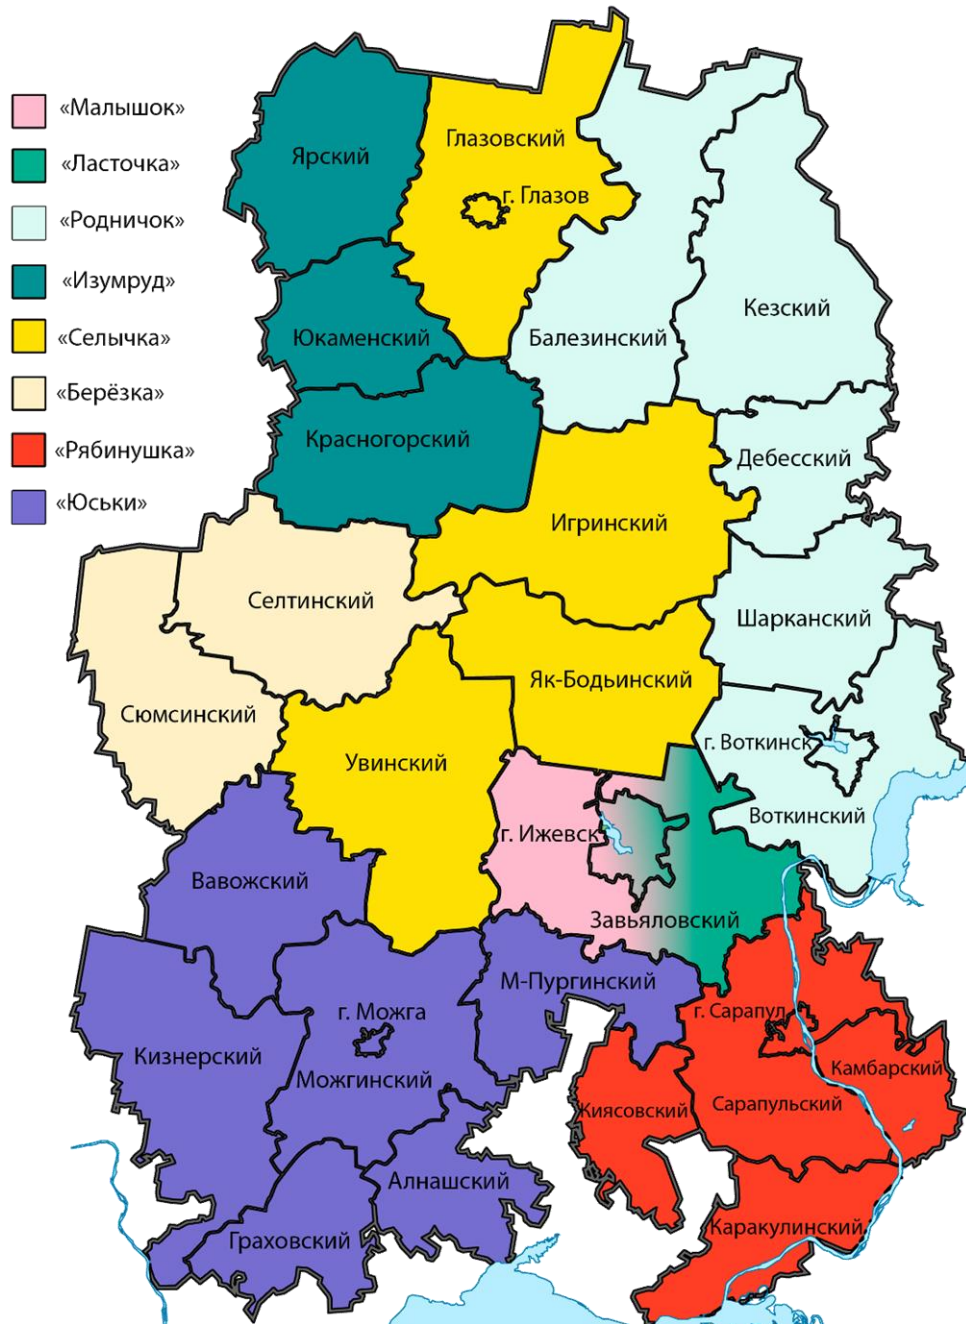 «Малышок»
«Ласточка»
«Родничок»
«Изумруд»
«Селычка»
«Берёзка»
«Рябинушка»
«Юськи»
Глазовский
Ярский
г. Глазов
Кезский
Юкаменский
Балезинский
Красногорский
Дебесский
Игринский
Селтинский
Шарканский
Як-Бодьинский
Сюмсинский
г. Воткинск
Увинский
Воткинский
г. Ижевск
Вавожский
Завьяловский
М-Пургинский
г. Можга
г. Сарапул
Кизнерский
Камбарский
Можгинский
Киясовский
Сарапульский
Алнашский
Каракулинский
Граховский